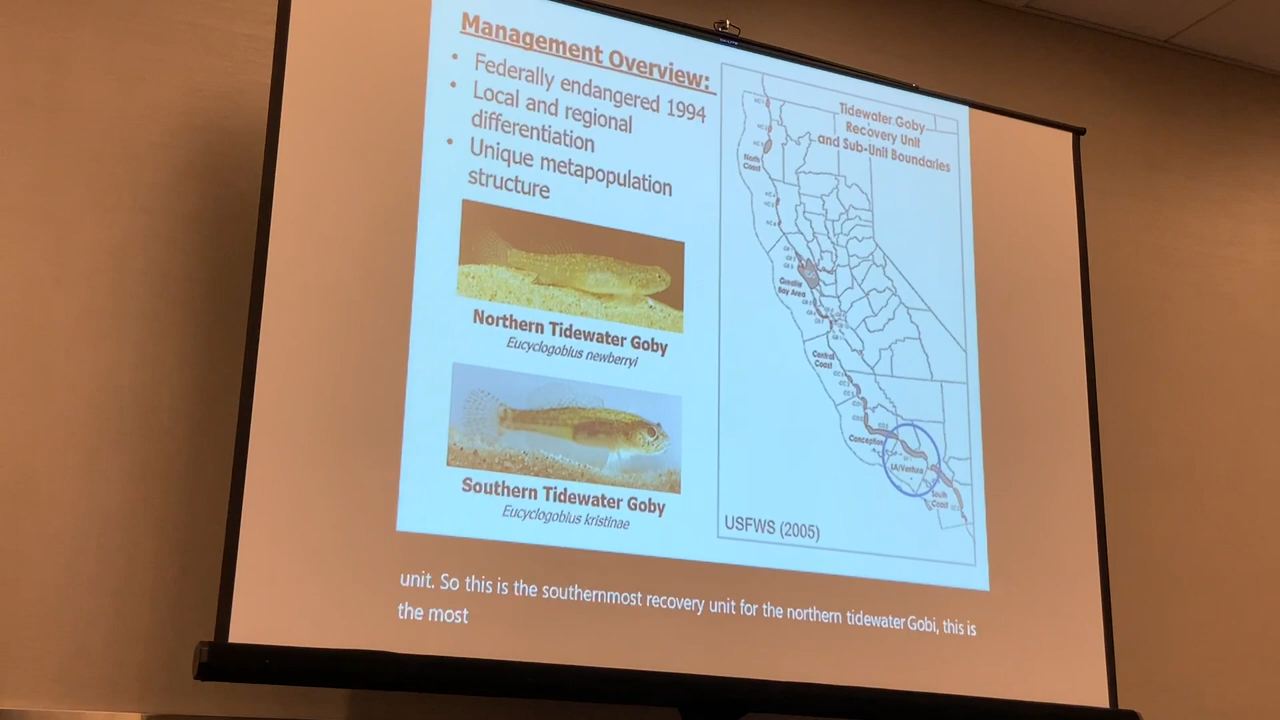 Management Overview:
• Federally endangered 1994
• Local and regional
differentiation
• Unique metapopulation
structure
Northern Tidewater Goby
Eucyclogobius newberryi
Southern Tidewater Goby
Eucyclogobius kristinae
Tidewater Goby
Recovery Unit
and Sub-Unit Boundaries
North
Coast
Greater
Bay Area
Central
Coast
Conception
LA/Ventura
South
Coast
USFWS (2005)
unit. So this is the southernmost recovery unit for the northern tidewater Gobi, this is
the most